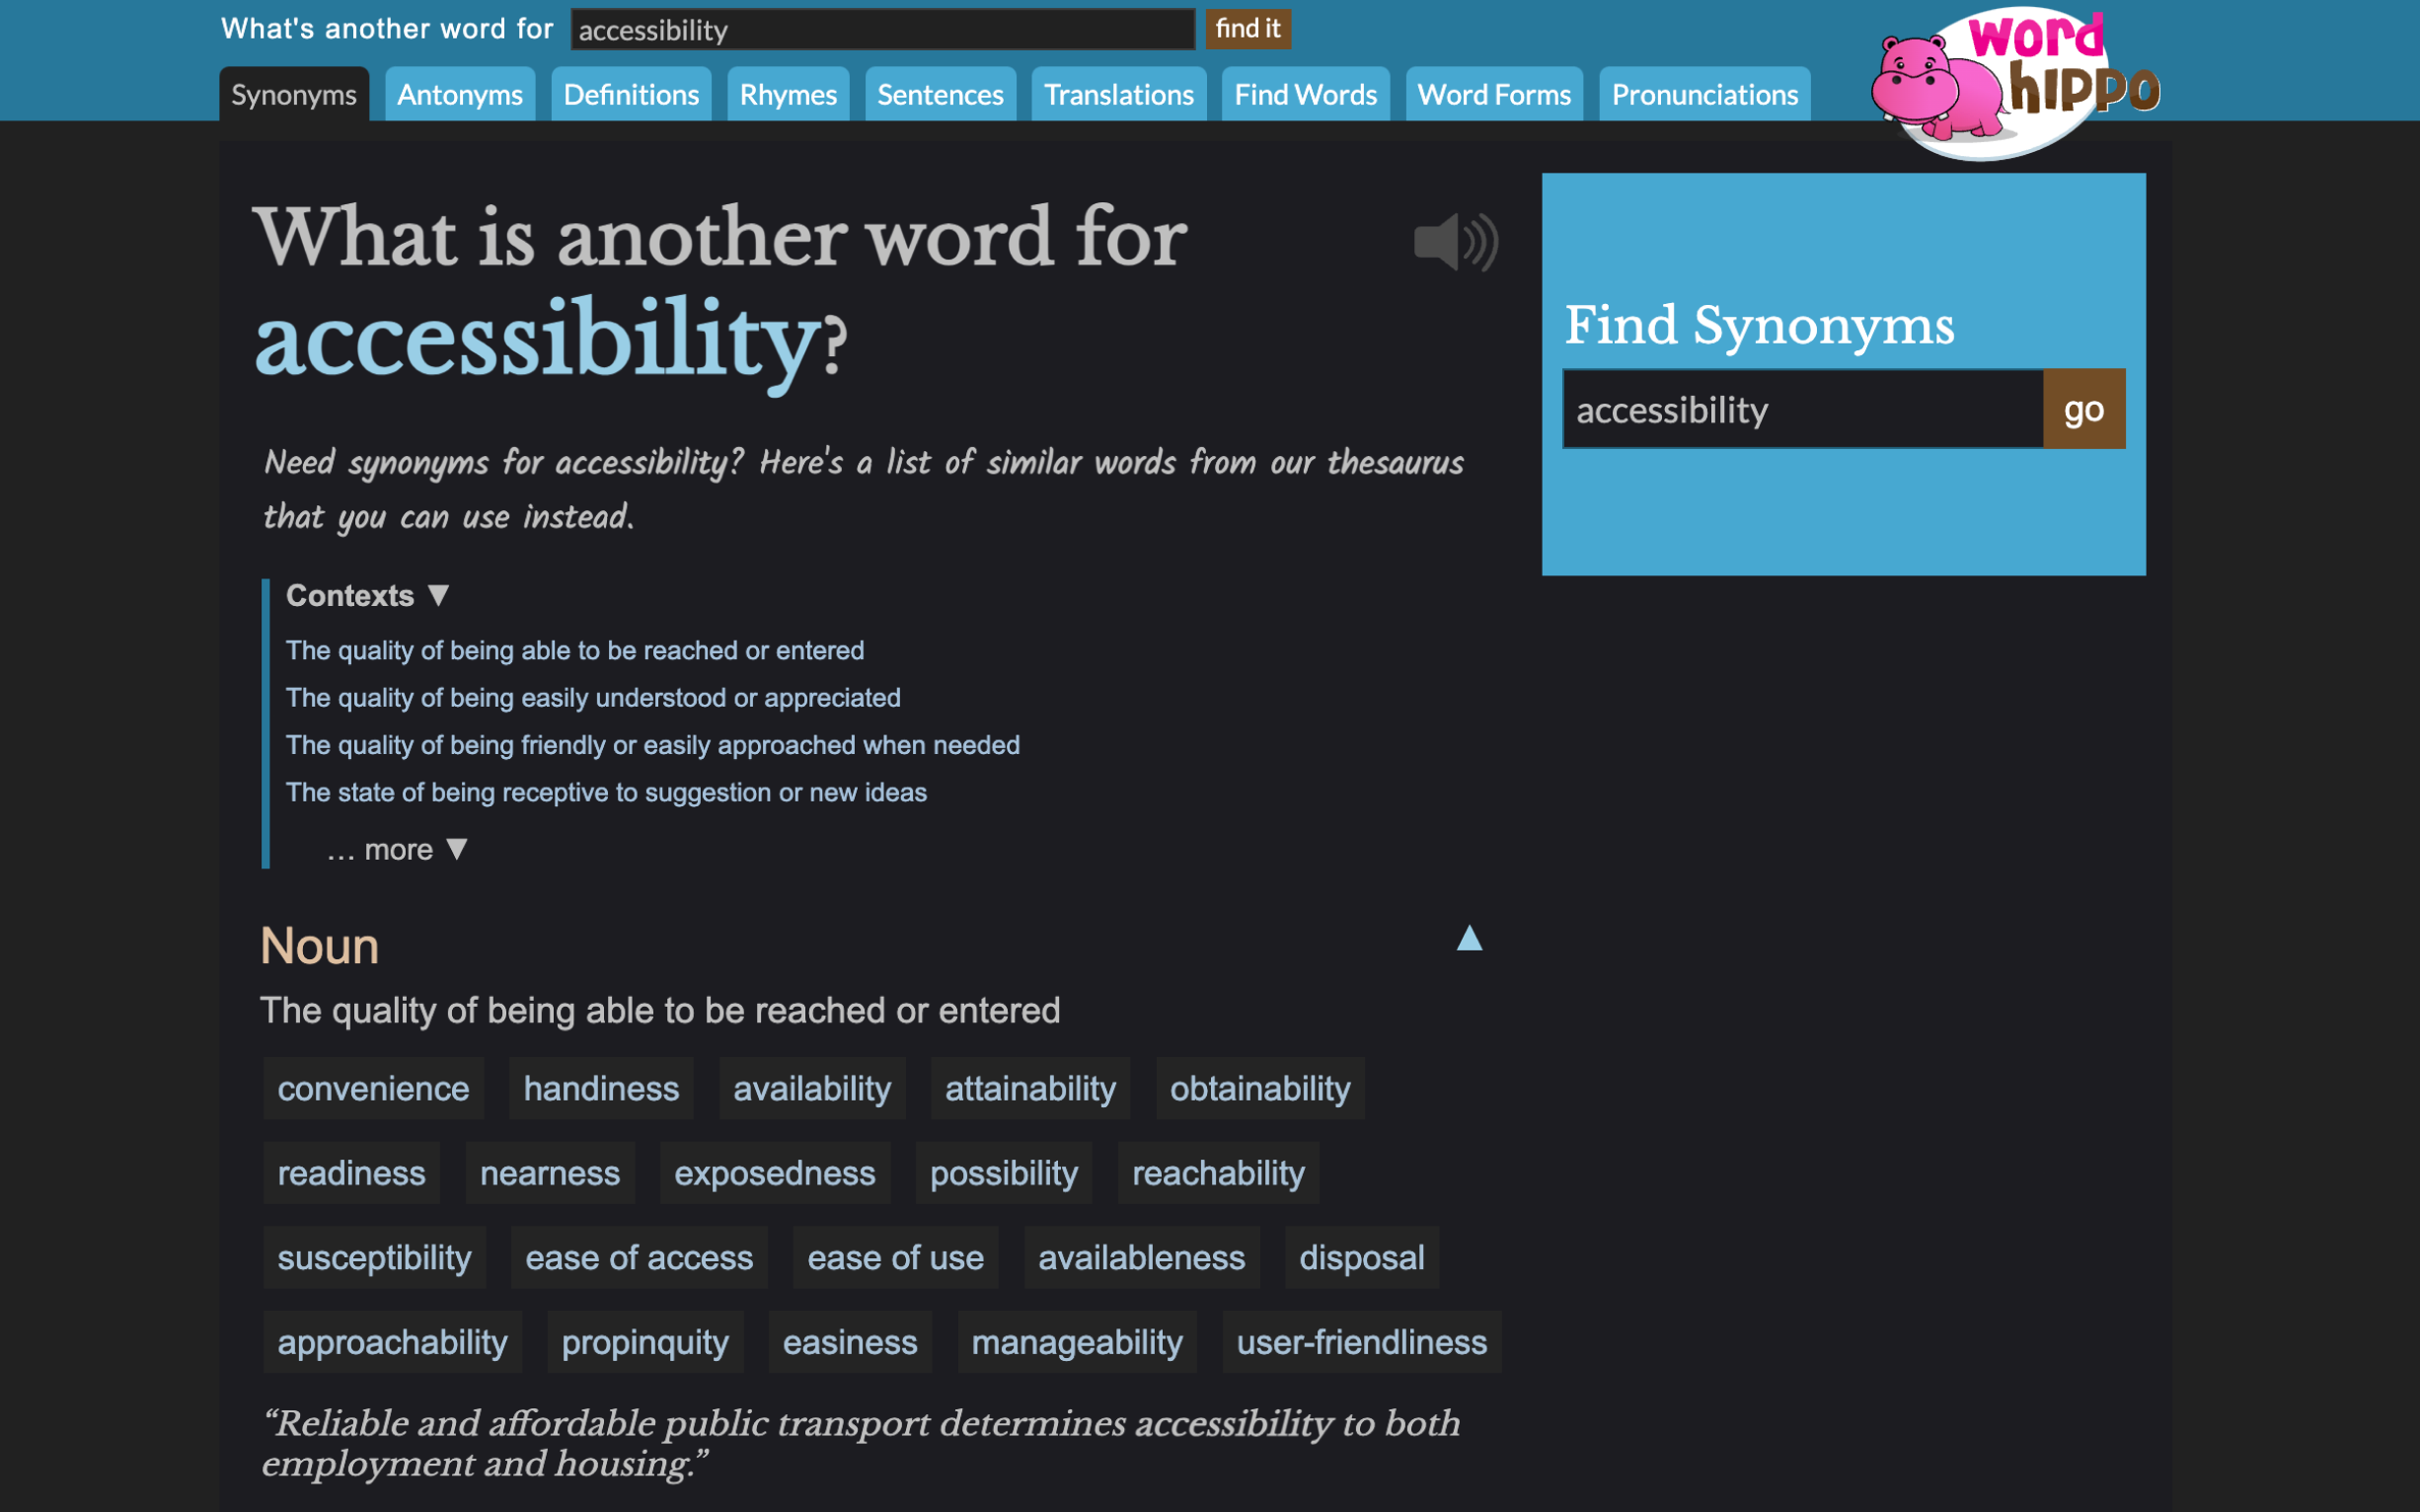 What's another word for accessibility find it
word
hippo
Synonyms Antonyms Definitions Rhymes Sentences Translations Find Words Word Forms Pronunciations
What is another word for
accessibility?
Need synonyms for accessibility? Here's a list of similar words from our thesaurus
that you can use instead.
Contexts ▼
The quality of being able to be reached or entered
The quality of being easily understood or appreciated
The quality of being friendly or easily approached when needed
The state of being receptive to suggestion or new ideas
… more ▼
Noun ▲
The quality of being able to be reached or entered
convenience handiness availability attainability obtainability
readiness nearness exposedness possibility reachability
susceptibility ease of access ease of use availableness disposal
approachability propinquity easiness manageability user-friendliness
“Reliable and affordable public transport determines accessibility to both
employment and housing.”
Find Synonyms
accessibility go